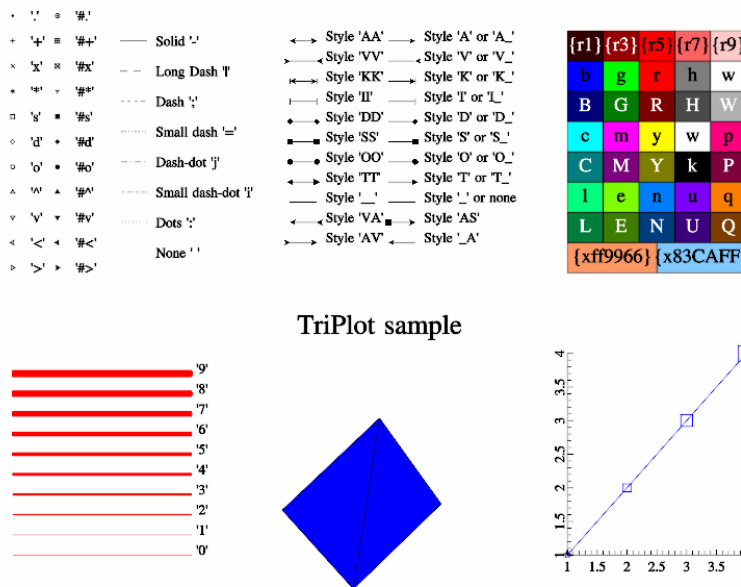 '.' '#.'
'+' '#+'
'x' '#x'
'*' '#*'
's' '#s'
'd' '#d'
'o' '#o'
'^' '#^'
'v' '#v'
'<' '#<'
'>' '#>'
Solid '-'
Long Dash '|'
Dash ';'
Small dash '='
Dash-dot 'j'
Small dash-dot 'i'
Dots ':'
None ' '
Style 'AA' Style 'A' or 'A_'
Style 'VV' Style 'V' or 'V_'
Style 'KK' Style 'K' or 'K_'
Style 'II' Style 'I' or 'I_'
Style 'DD' Style 'D' or 'D_'
Style 'SS' Style 'S' or 'S_'
Style 'OO' Style 'O' or 'O_'
Style 'TT' Style 'T' or 'T_'
Style '__' Style '_' or none
Style 'VA' Style 'AS'
Style 'AV' Style '_A'
{r1} {r3} {r5} {r7} {r9}
b g r h w
B G R H W
c m y w p
C M Y k P
l e n u q
L E N U Q
{xff9966} {x83CAFF
TriPlot sample
'9'
'8'
'7'
'6'
'5'
'4'
'3'
'2'
'1'
'0'
4
3.5
3
2.5
2
1.5
1
1 1.5 2 2.5 3 3.5